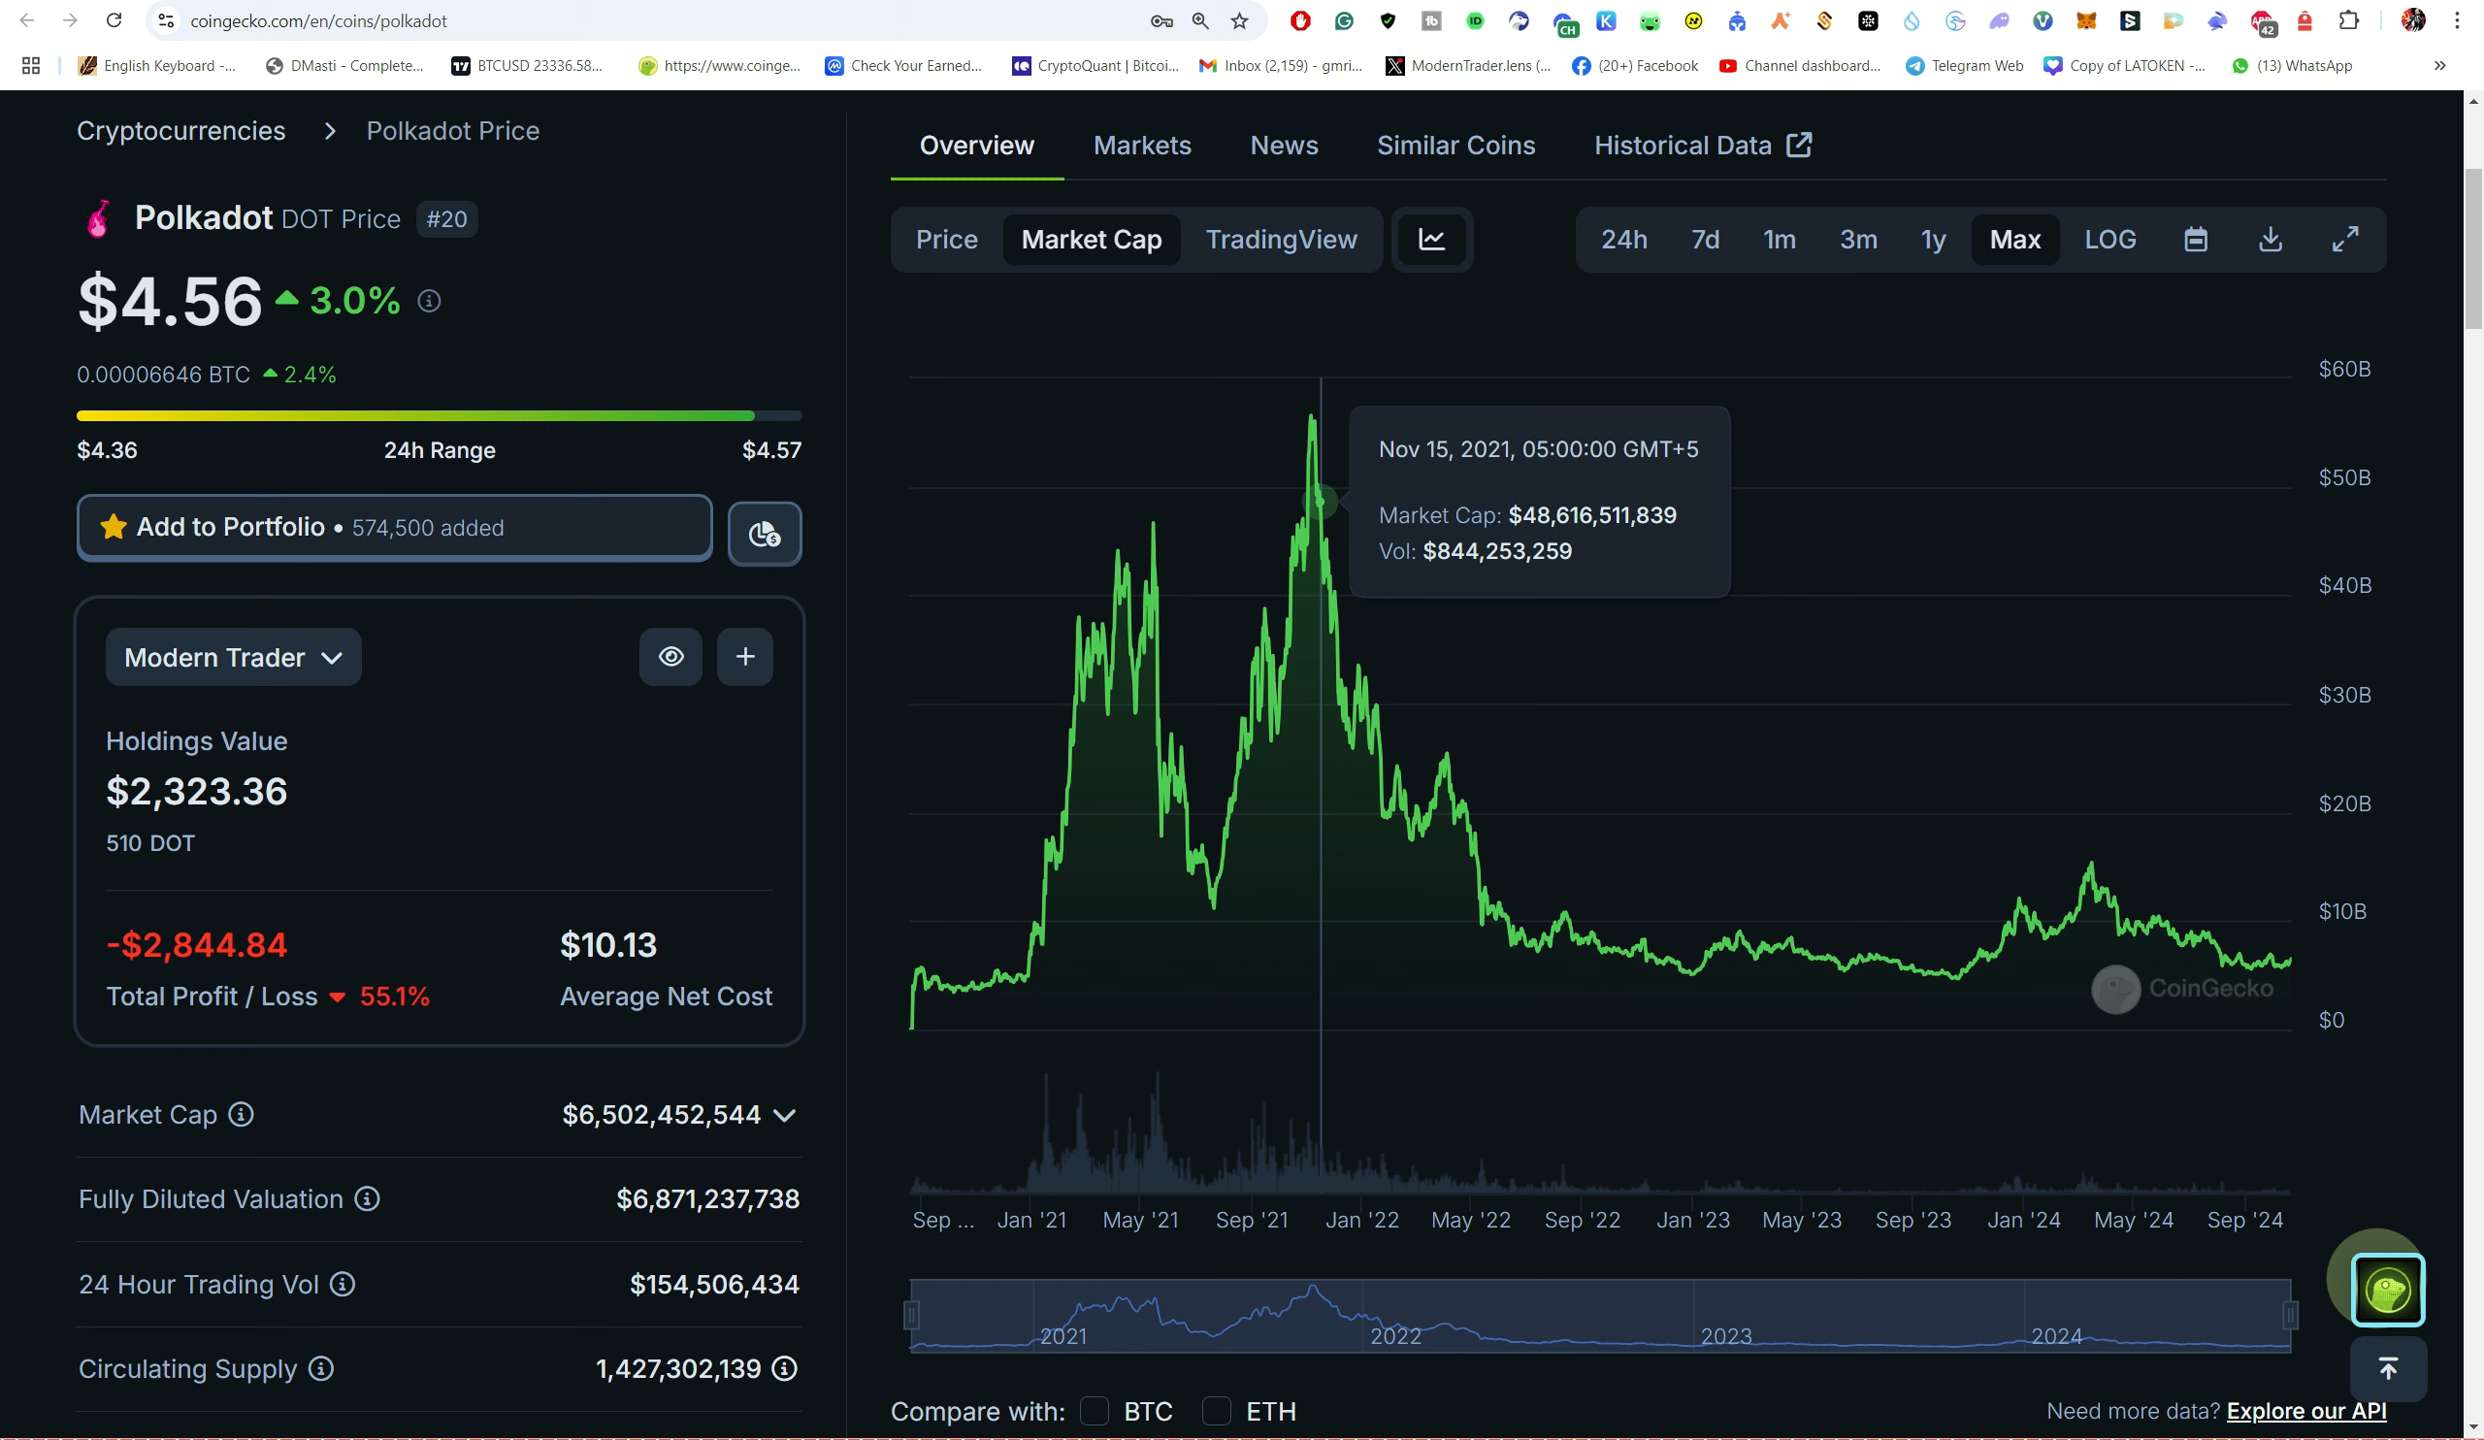 coingecko.com/en/coins/polkadot
CH
42
English Keyboard -...
DMasti - Complete...
BTCUSD 23336.58...
https://www.coinge...
Check Your Earned...
CryptoQuant | Bitcoi...
Inbox (2,159) - gmri...
ModernTrader.lens (...
(20+) Facebook
Channel dashboard...
Telegram Web
Copy of LATOKEN -...
(13) WhatsApp
Cryptocurrencies > Polkadot Price
Polkadot DOT Price #20
$4.56 3.0%
0.00006646 BTC 2.4%
$4.36 24h Range $4.57
Add to Portfolio • 574,500 added
Modern Trader
Holdings Value
$2,323.36
510 DOT
-$2,844.84 $10.13
Total Profit / Loss 55.1% Average Net Cost
Market Cap $6,502,452,544
Fully Diluted Valuation $6,871,237,738
24 Hour Trading Vol $154,506,434
Circulating Supply 1,427,302,139
Overview Markets News Similar Coins Historical Data
Price Market Cap TradingView
24h 7d 1m 3m 1y Max LOG
$60B
$50B
$40B
$30B
$20B
$10B
$0
Nov 15, 2021, 05:00:00 GMT+5
Market Cap: $48,616,511,839
Vol: $844,253,259
CoinGecko
Sep ... Jan '21 May '21 Sep '21 Jan '22 May '22 Sep '22 Jan '23 May '23 Sep '23 Jan '24 May '24 Sep '24
2021 2022 2023 2024
Compare with: BTC ETH
Need more data? Explore our API